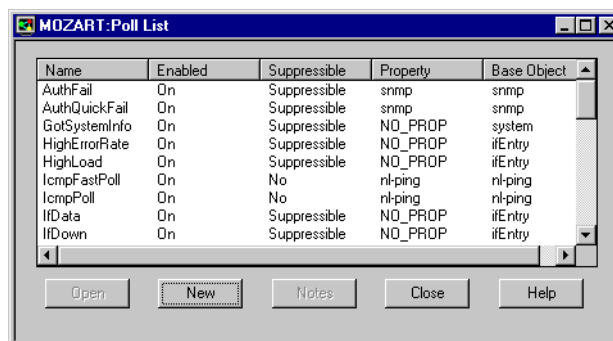 MOZART:Poll List
Name Enabled Suppressible Property Base Object
AuthFail On Suppressible snmp snmp
AuthQuickFail On Suppressible snmp snmp
GotSystemInfo On Suppressible NO_PROP system
HighErrorRate On Suppressible NO_PROP ifEntry
HighLoad On Suppressible NO_PROP ifEntry
IcmpFastPoll On No nl-ping nl-ping
IcmpPoll On No nl-ping nl-ping
IfData On Suppressible NO_PROP ifEntry
IfDown On Suppressible NO_PROP ifEntry
Open New Notes Close Help